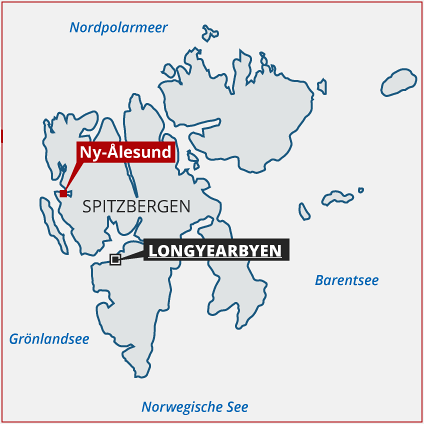 Nordpolarmeer
Ny-Ålesund
SPITZBERGEN
LONGYEARBYEN
Barentsee
Grönlandsee
Norwegische See